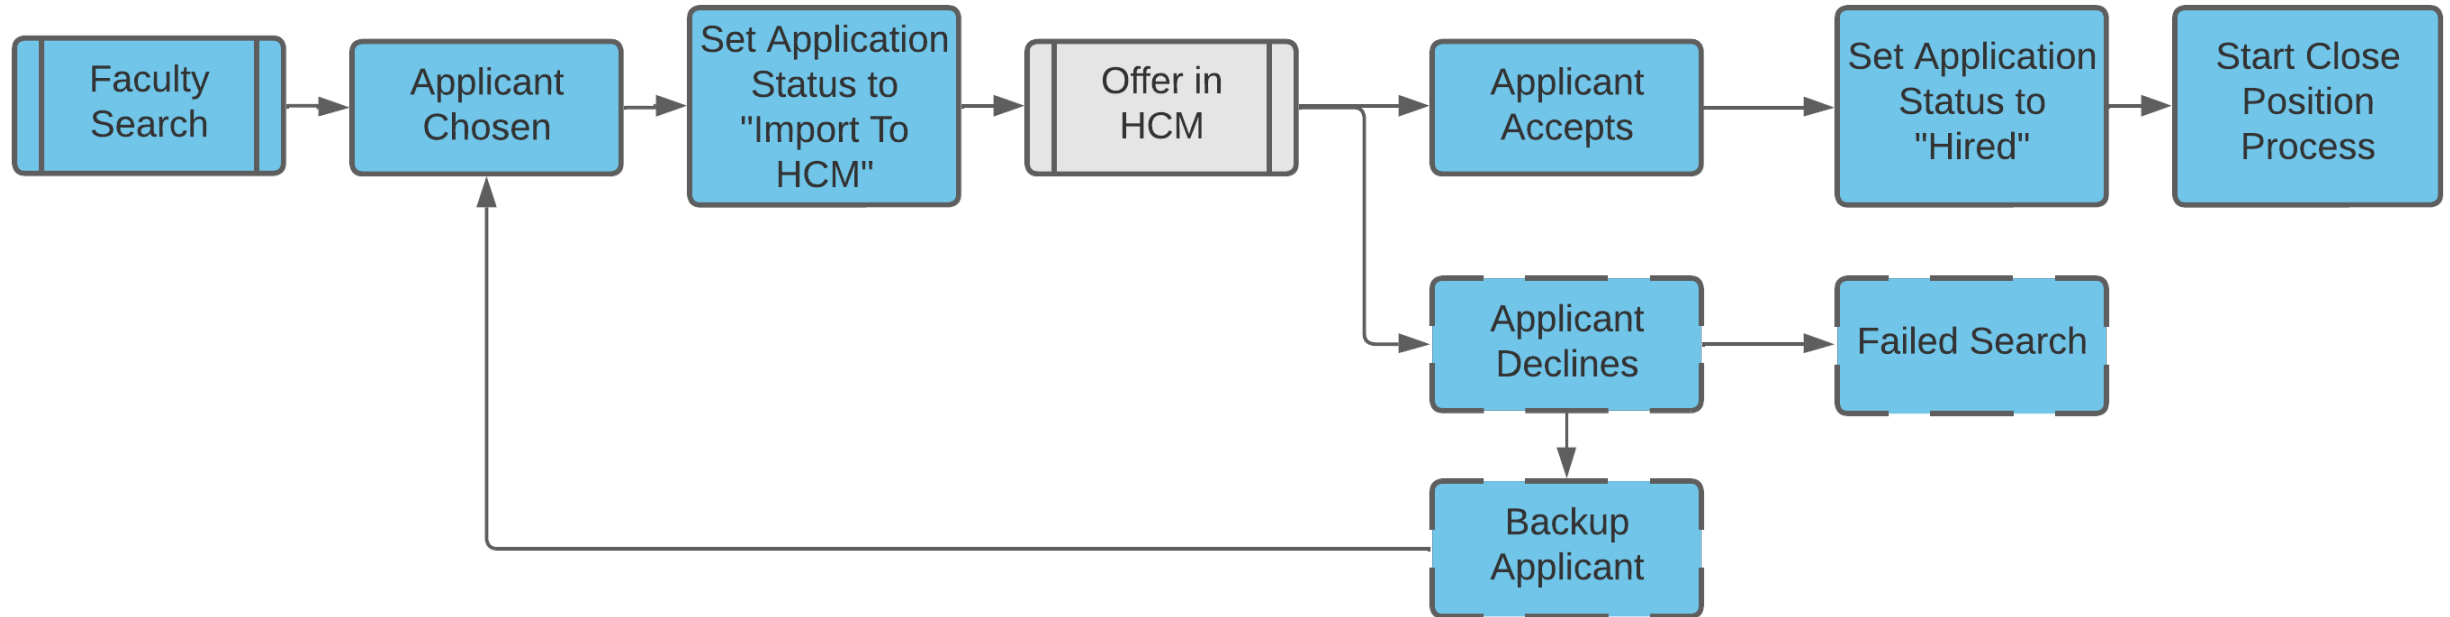 Faculty
Search
Applicant
Chosen
Set Application
Status to
"Import To
HCM"
Offer in
HCM
Applicant
Accepts
Set Application
Status to
"Hired"
Start Close
Position
Process
Applicant
Declines
Failed Search
Backup
Applicant